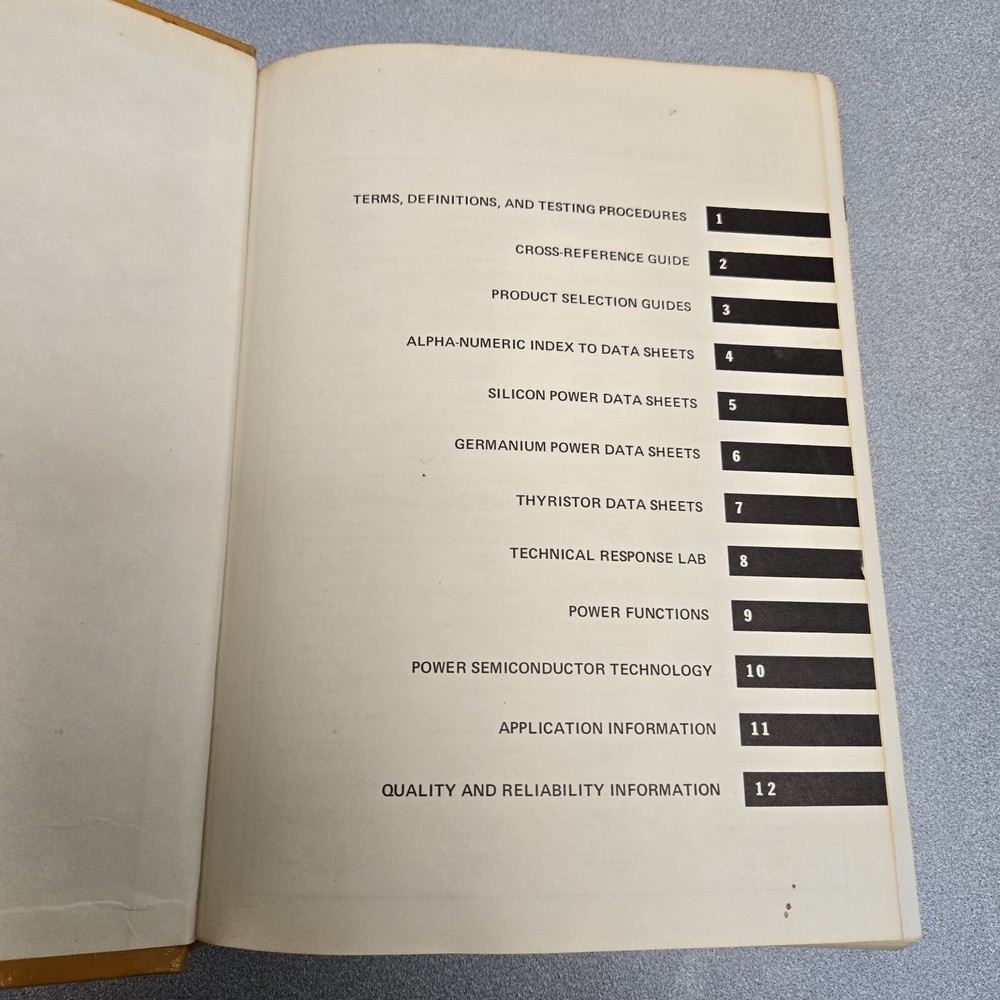 TERMS, DEFINITIONS, AND TESTING PROCEDURES 1
CROSS-REFERENCE GUIDE 2
PRODUCT SELECTION GUIDES 3
ALPHA-NUMERIC INDEX TO DATA SHEETS 4
SILICON POWER DATA SHEETS 5
GERMANIUM POWER DATA SHEETS 6
THYRISTOR DATA SHEETS 7
TECHNICAL RESPONSE LAB 8
POWER FUNCTIONS 9
POWER SEMICONDUCTOR TECHNOLOGY 10
APPLICATION INFORMATION 11
QUALITY AND RELIABILITY INFORMATION 12